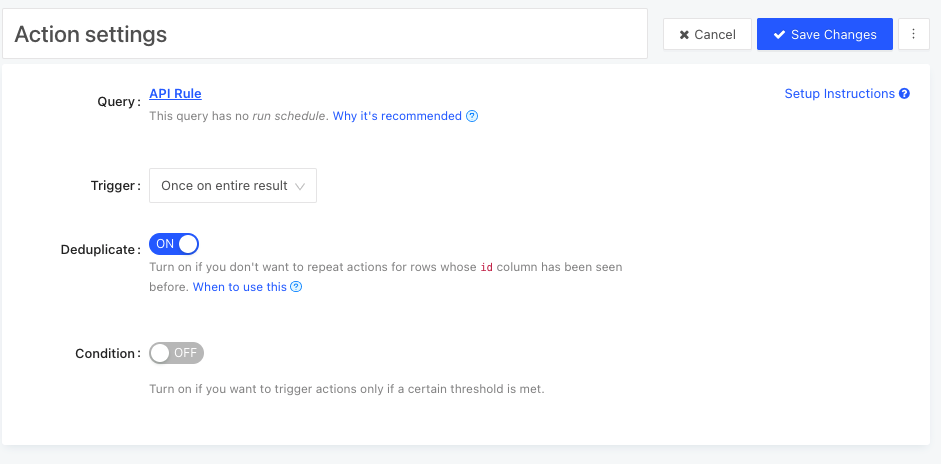 Action settings
✖ Cancel
✔ Save Changes
⋮
Query :
API Rule
Setup Instructions ?
This query has no run schedule. Why it's recommended ?
Trigger :
Once on entire result
Deduplicate :
ON
Turn on if you don't want to repeat actions for rows whose id column has been seen
before. When to use this ?
Condition :
OFF
Turn on if you want to trigger actions only if a certain threshold is met.